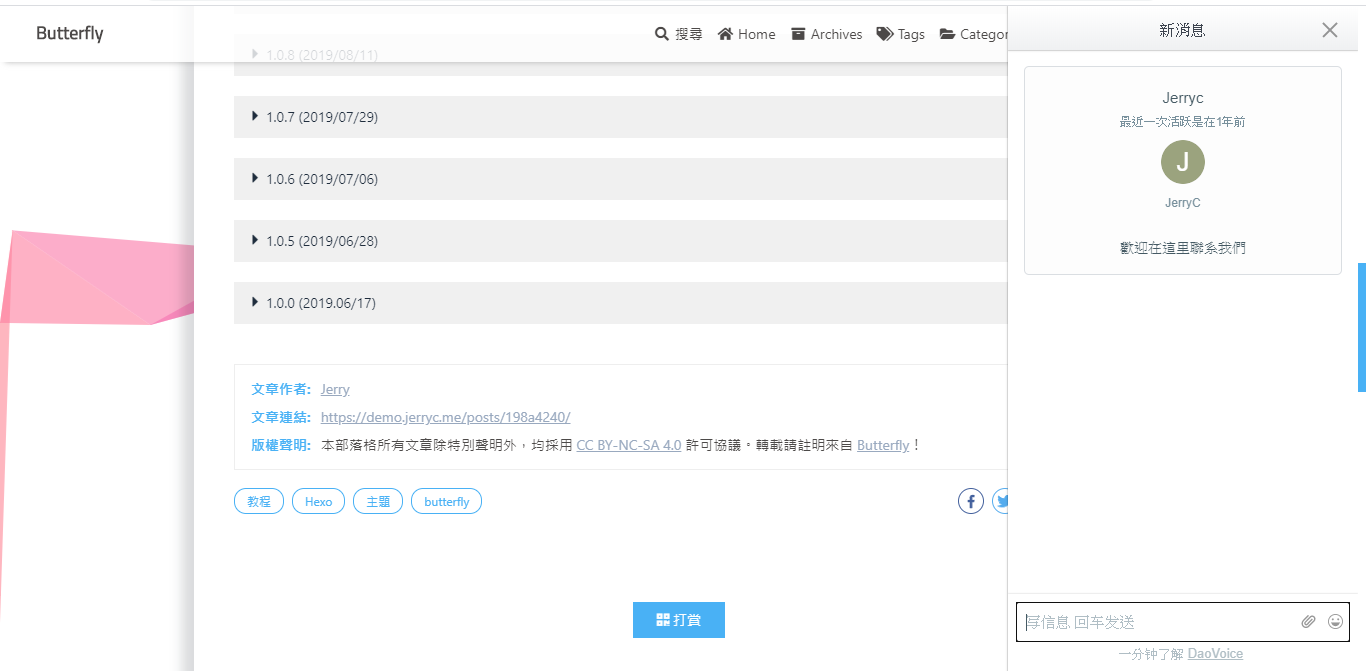 Butterfly
搜尋 Home Archives Tags Categor
1.0.8 (2019/08/11)
1.0.7 (2019/07/29)
1.0.6 (2019/07/06)
1.0.5 (2019/06/28)
1.0.0 (2019.06/17)
文章作者: Jerry
文章連結: https://demo.jerryc.me/posts/198a4240/
版權聲明: 本部落格所有文章除特別聲明外，均採用 CC BY-NC-SA 4.0 許可協議。轉載請註明來自 Butterfly！
教程 Hexo 主題 butterfly
打賞
新消息
Jerryc
最近一次活跃是在1年前
J
JerryC
歡迎在這里聯系我們
写信息 回车发送
一分钟了解 DaoVoice